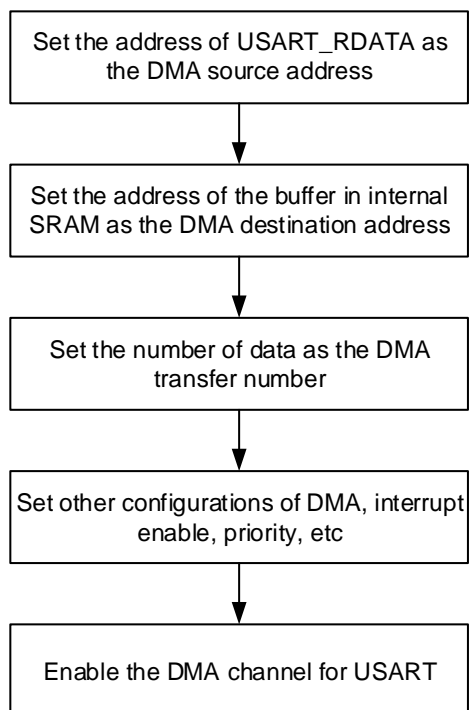 Set the address of USART_RDATA as
the DMA source address
Set the address of the buffer in internal
SRAM as the DMA destination address
Set the number of data as the DMA
transfer number
Set other configurations of DMA, interrupt
enable, priority, etc
Enable the DMA channel for USART